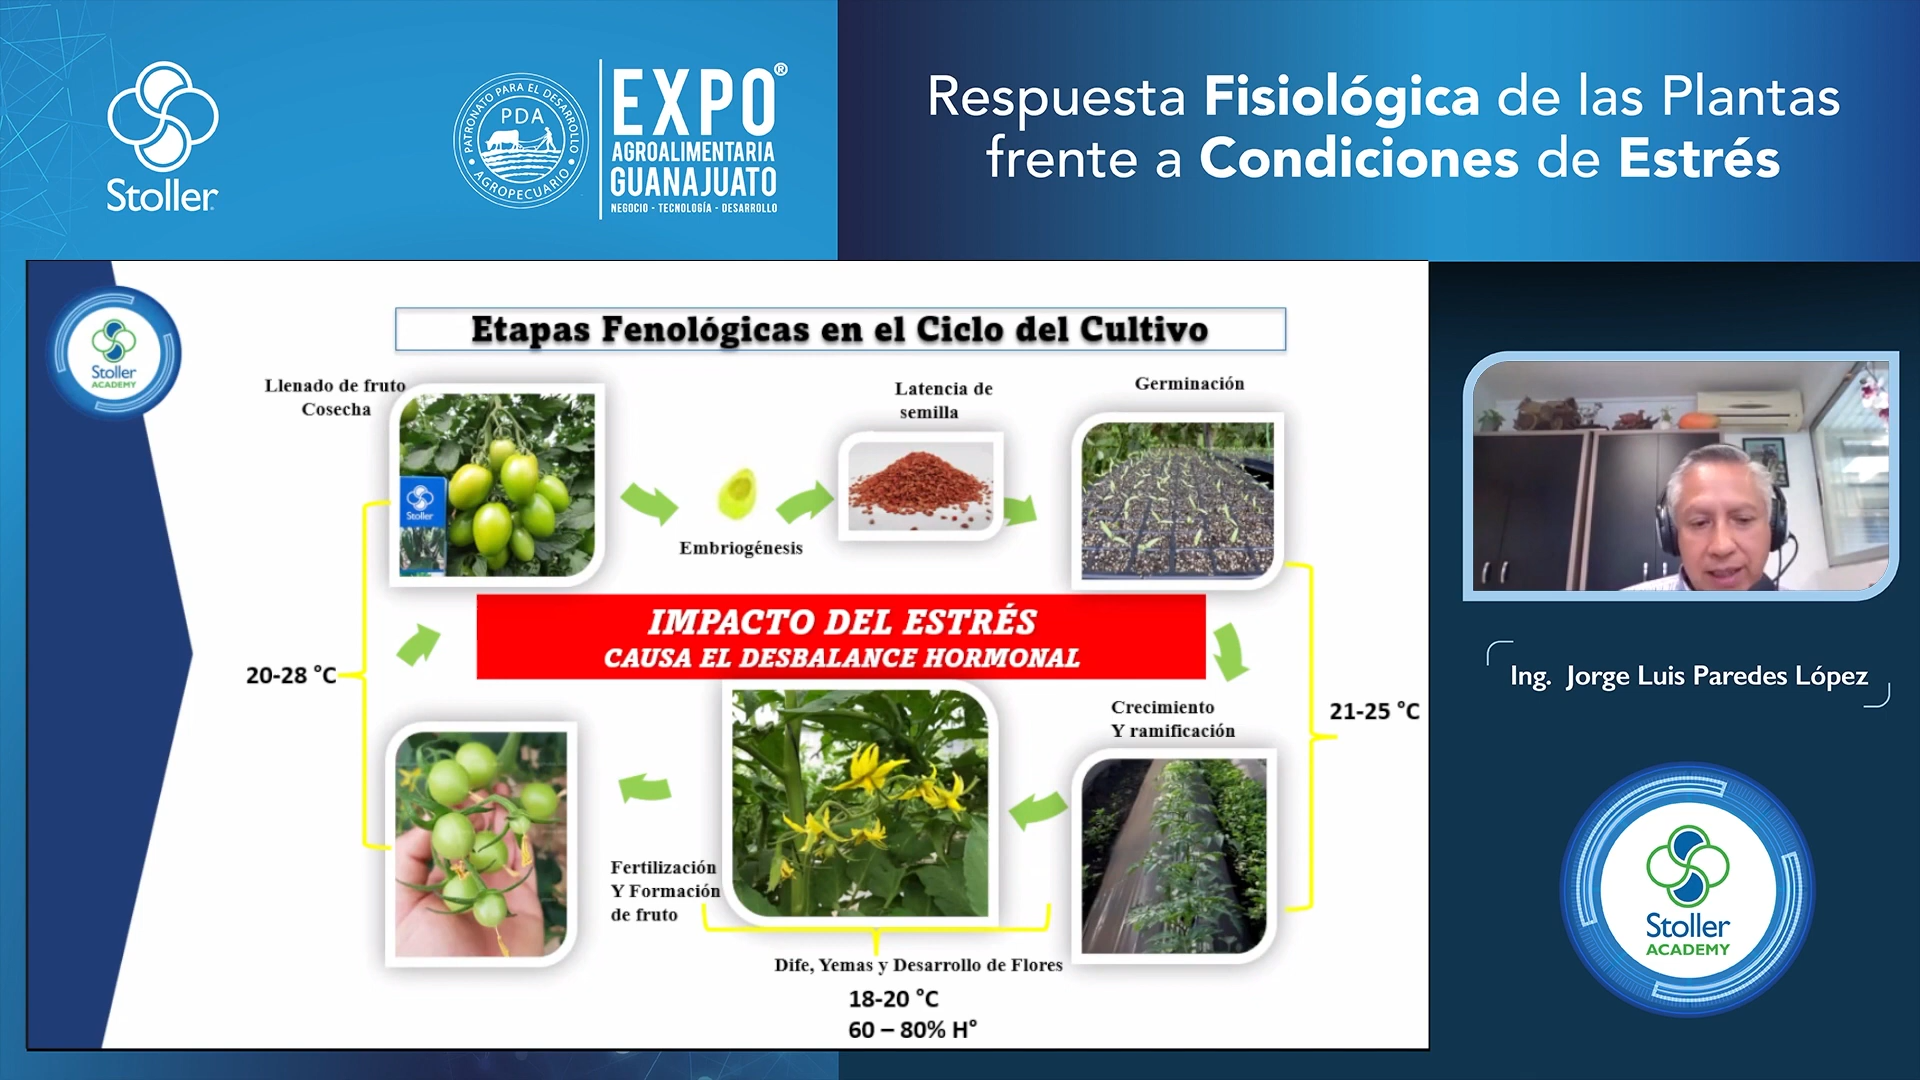 Stoller
PATRONATO PARA EL DESARROLLO
PDA
AGROPECUARIO
EXPO®
AGROALIMENTARIA
GUANAJUATO
NEGOCIO - TECNOLOGÍA - DESARROLLO
Respuesta Fisiológica de las Plantas
frente a Condiciones de Estrés
Stoller
ACADEMY
Etapas Fenológicas en el Ciclo del Cultivo
Llenado de fruto
Cosecha
Stoller
Embriogénesis
Latencia de
semilla
Germinación
IMPACTO DEL ESTRÉS
CAUSA EL DESBALANCE HORMONAL
20-28 °C
21-25 °C
Crecimiento
Y ramificación
Fertilización
Y Formación
de fruto
Dife, Yemas y Desarrollo de Flores
18-20 °C
60 – 80% H°
Ing. Jorge Luis Paredes López
Stoller
ACADEMY